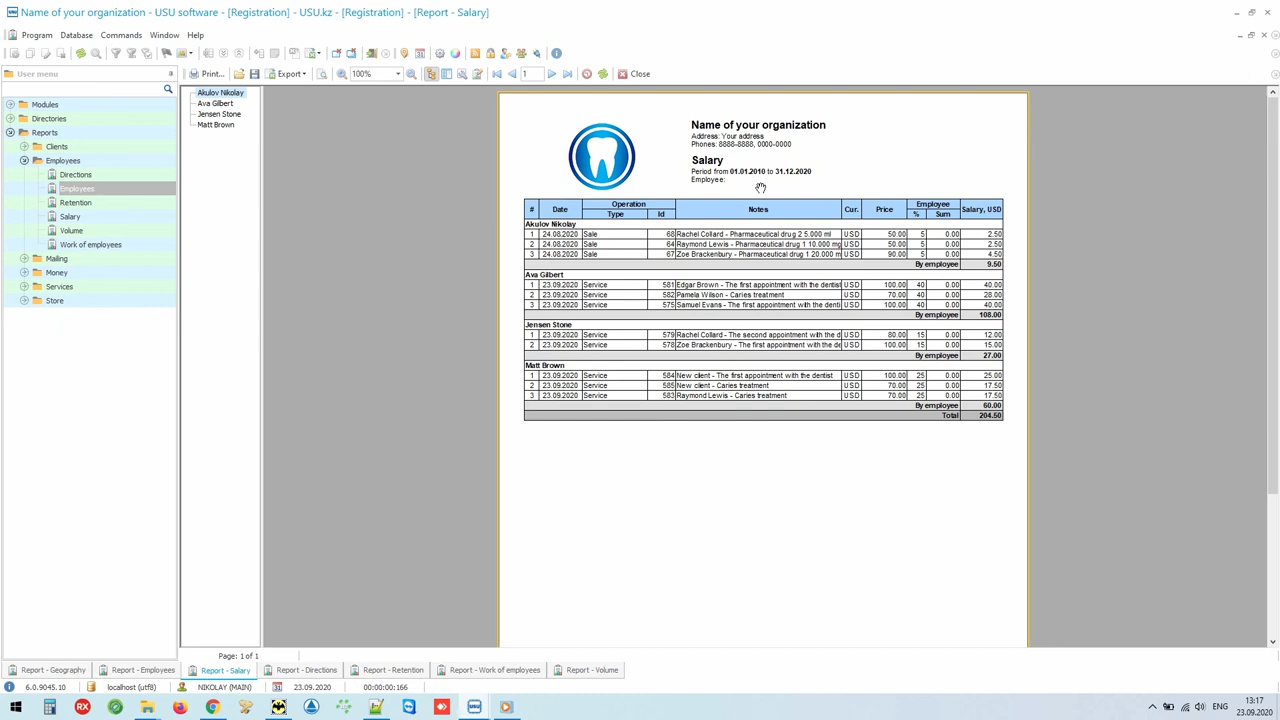 Name of your organization - USU software - [Registration] - USU.kz - [Registration] - [Report - Salary]
Program Database Commands Window Help
User menu
Print... Export 100% 1 Close
Modules
Directories
Reports
Clients
Employees
Directions
Employees
Retention
Salary
Volume
Work of employees
Mailing
Money
Services
Store
Akulov Nikolay
Ava Gilbert
Jensen Stone
Matt Brown
Name of your organization
Address: Your address
Phones: 8888-8888, 0000-0000
Salary
Period from 01.01.2010 to 31.12.2020
Employee:
# Date Operation Notes Cur. Price Employee Salary, USD
Type Id % Sum
Akulov Nikolay
1 24.08.2020 Sale 68 Rachel Collard - Pharmaceutical drug 2 5.000 ml USD 50.00 5 0.00 2.50
2 24.08.2020 Sale 64 Raymond Lewis - Pharmaceutical drug 1 10.000 mg USD 50.00 5 0.00 2.50
3 24.08.2020 Sale 67 Zoe Brackenbury - Pharmaceutical drug 1 20.000 m USD 90.00 5 0.00 4.50
By employee 9.50
Ava Gilbert
1 23.09.2020 Service 581 Edgar Brown - The first appointment with the dentist USD 100.00 40 0.00 40.00
2 23.09.2020 Service 582 Pamela Wilson - Caries treatment USD 70.00 40 0.00 28.00
3 23.09.2020 Service 575 Samuel Evans - The first appointment with the denti USD 100.00 40 0.00 40.00
By employee 108.00
Jensen Stone
1 23.09.2020 Service 579 Rachel Collard - The second appointment with the d USD 80.00 15 0.00 12.00
2 23.09.2020 Service 578 Zoe Brackenbury - The first appointment with the de USD 100.00 15 0.00 15.00
By employee 27.00
Matt Brown
1 23.09.2020 Service 584 New client - The first appointment with the dentist USD 100.00 25 0.00 25.00
2 23.09.2020 Service 585 New client - Caries treatment USD 70.00 25 0.00 17.50
3 23.09.2020 Service 583 Raymond Lewis - Caries treatment USD 70.00 25 0.00 17.50
By employee 60.00
Total 204.50
Page: 1 of 1
Report - Geography Report - Employees Report - Salary Report - Directions Report - Retention Report - Work of employees Report - Volume
6.0.9045.10 localhost (utf8) NIKOLAY (MAIN) 23.09.2020 00:00:00:166
RX ENG 13:17
23.09.2020